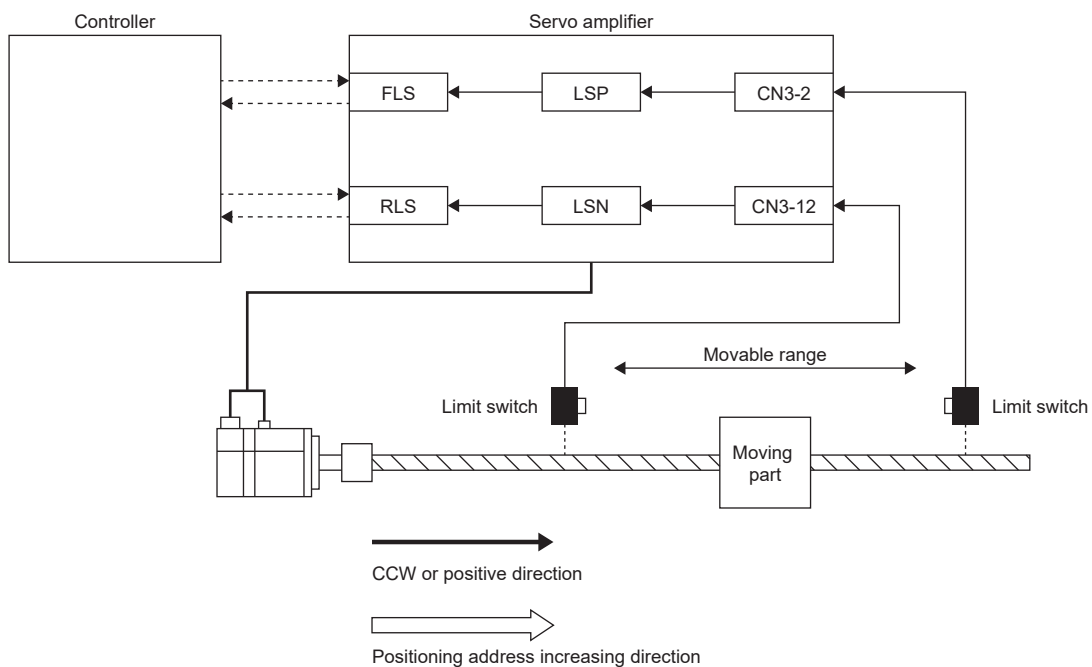 Controller
Servo amplifier
FLS
LSP
CN3-2
RLS
LSN
CN3-12
Movable range
Limit switch
Limit switch
Moving
part
CCW or positive direction
Positioning address increasing direction